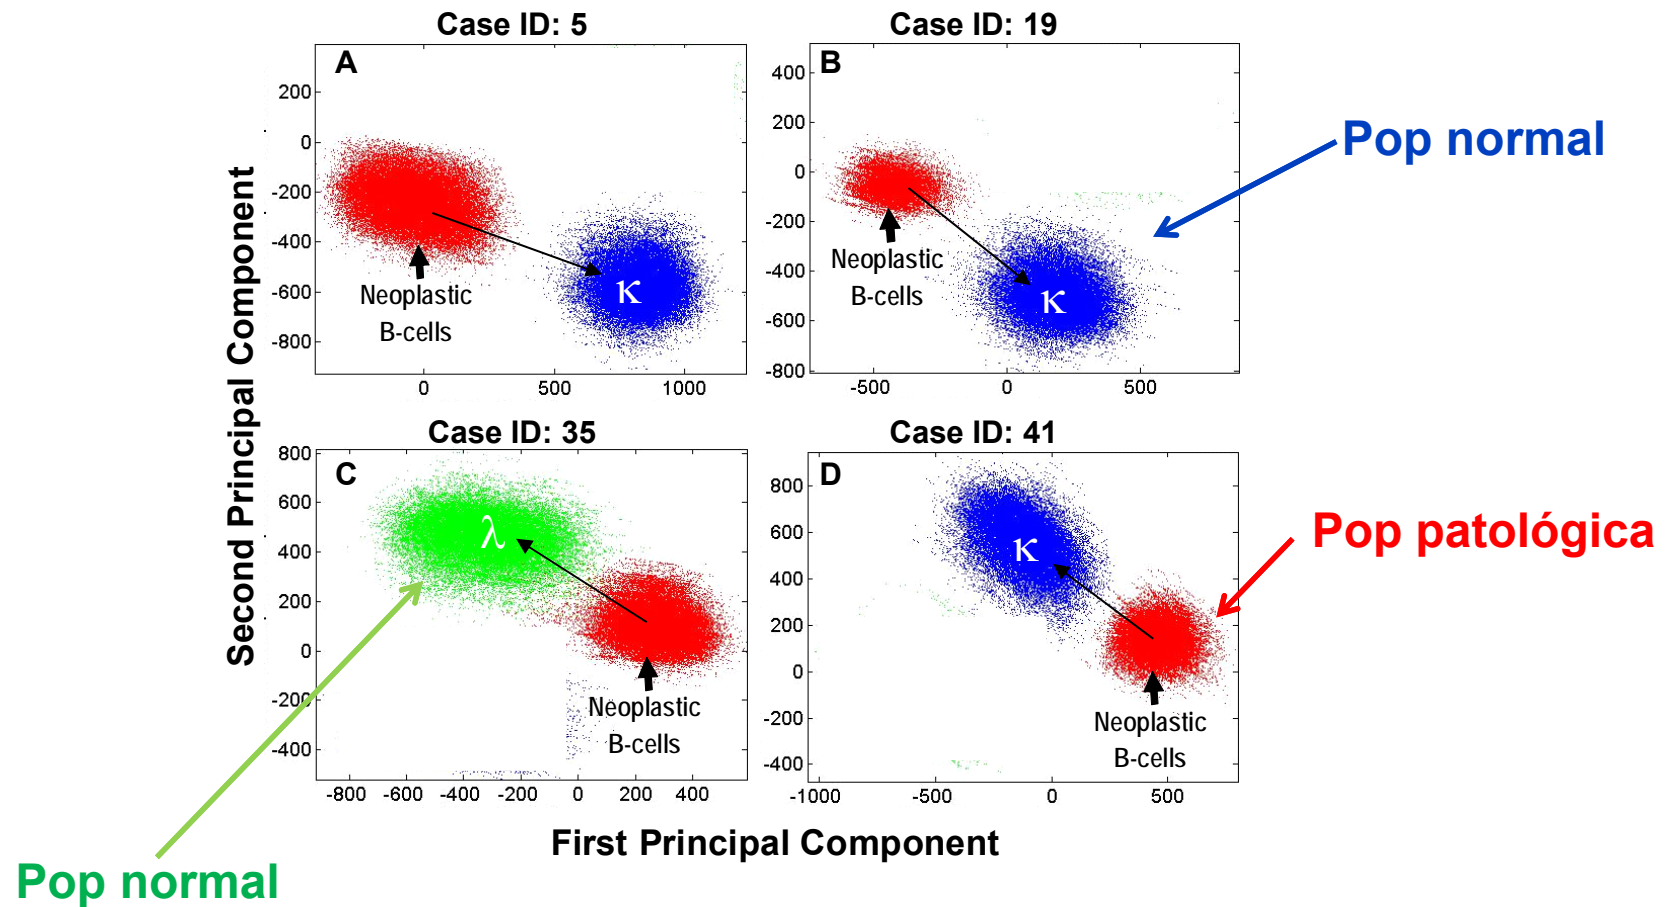 Case ID: 5
Case ID: 19
A
B
200
0
-200
-400
-600
-800
0
500
1000
κ
Neoplastic
B-cells
400
200
0
-200
-400
-600
-800
-500
0
500
κ
Neoplastic
B-cells
Pop normal
Second Principal Component
Case ID: 35
Case ID: 41
C
D
800
600
400
200
0
-200
-400
-800
-600
-400
-200
0
200
400
λ
Neoplastic
B-cells
800
600
400
200
0
-200
-400
-1000
-500
0
500
κ
Neoplastic
B-cells
Pop patológica
First Principal Component
Pop normal